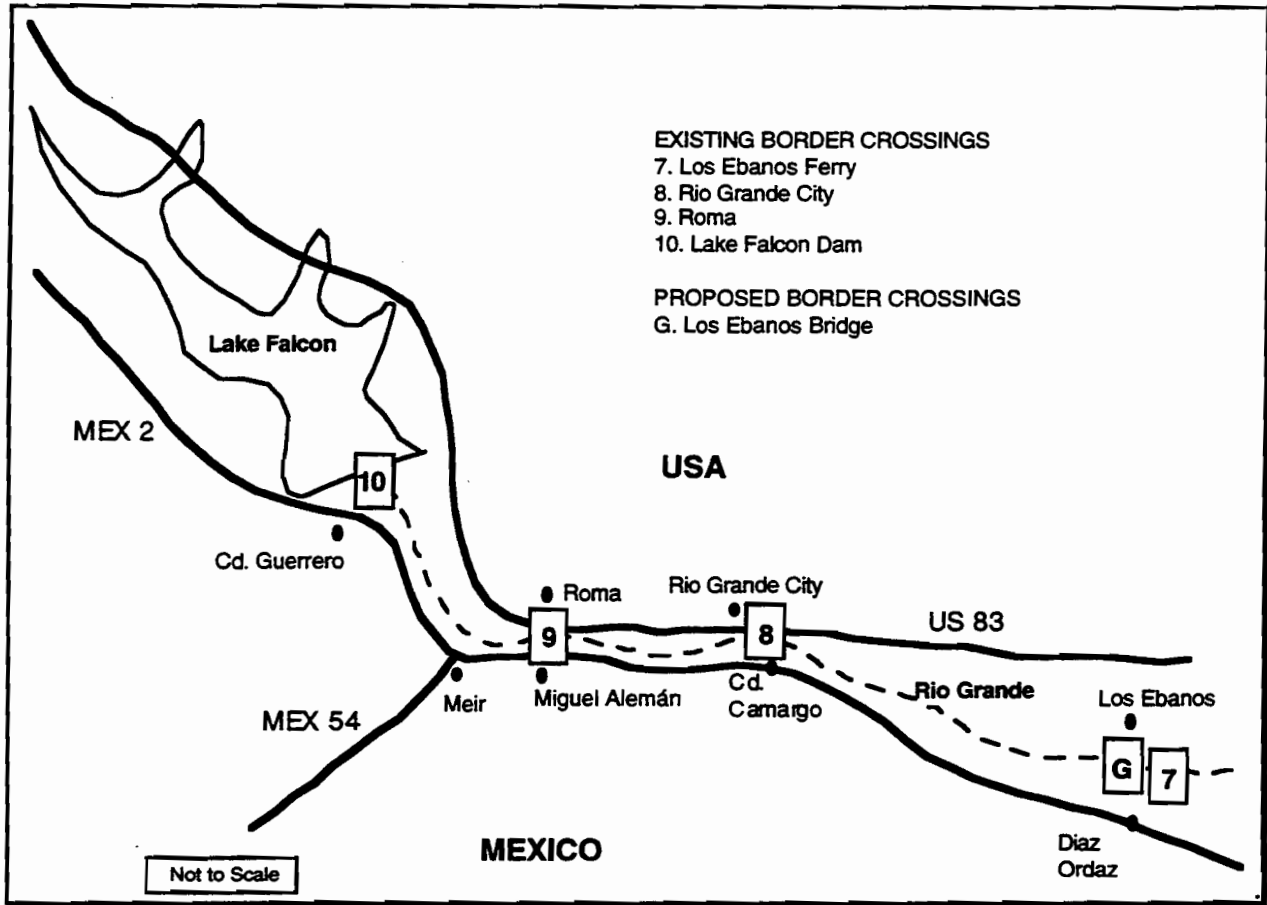 EXISTING BORDER CROSSINGS
7. Los Ebanos Ferry
8. Rio Grande City
9. Roma
10. Lake Falcon Dam
PROPOSED BORDER CROSSINGS
G. Los Ebanos Bridge
Lake Falcon
MEX 2
USA
10
Cd. Guerrero
Roma
Rio Grande City
9
8
US 83
Meir
Miguel Alemán
Cd.
Camargo
Rio Grande
Los Ebanos
MEX 54
G
7
MEXICO
Diaz
Ordaz
Not to Scale